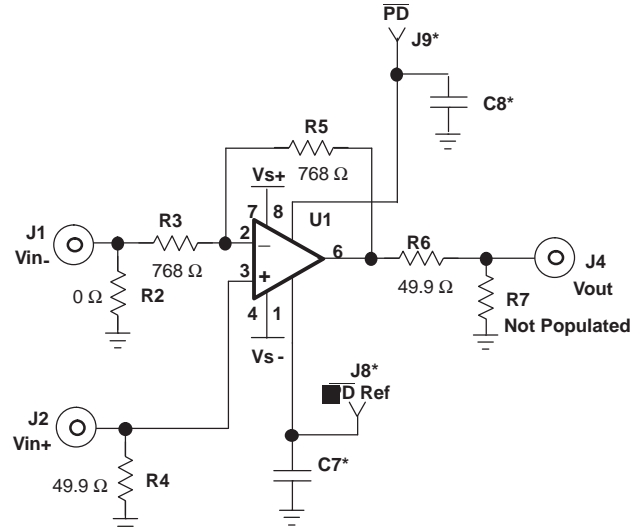 PD
J9*
C8*
R5
768 Ω
Vs+
7 8
U1
J1
Vin-
R3
2
768 Ω
0 Ω
R2
3
6
R6
49.9 Ω
J4
Vout
R7
Not Populated
4 1
Vs-
J8*
PD Ref
J2
Vin+
R4
49.9 Ω
C7*
−
+